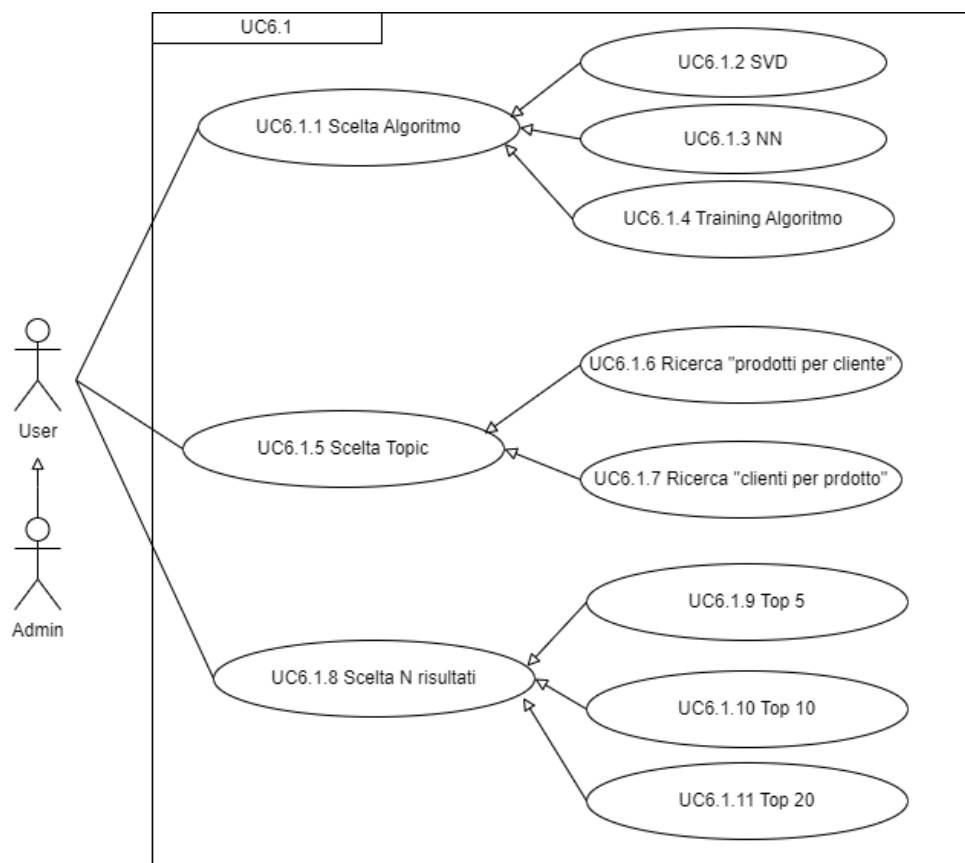 UC6.1
UC6.1.2 SVD
UC6.1.1 Scelta Algoritmo
UC6.1.3 NN
UC6.1.4 Training Algoritmo
UC6.1.6 Ricerca "prodotti per cliente"
User
UC6.1.5 Scelta Topic
UC6.1.7 Ricerca "clienti per prdotto"
Admin
UC6.1.9 Top 5
UC6.1.8 Scelta N risultati
UC6.1.10 Top 10
UC6.1.11 Top 20